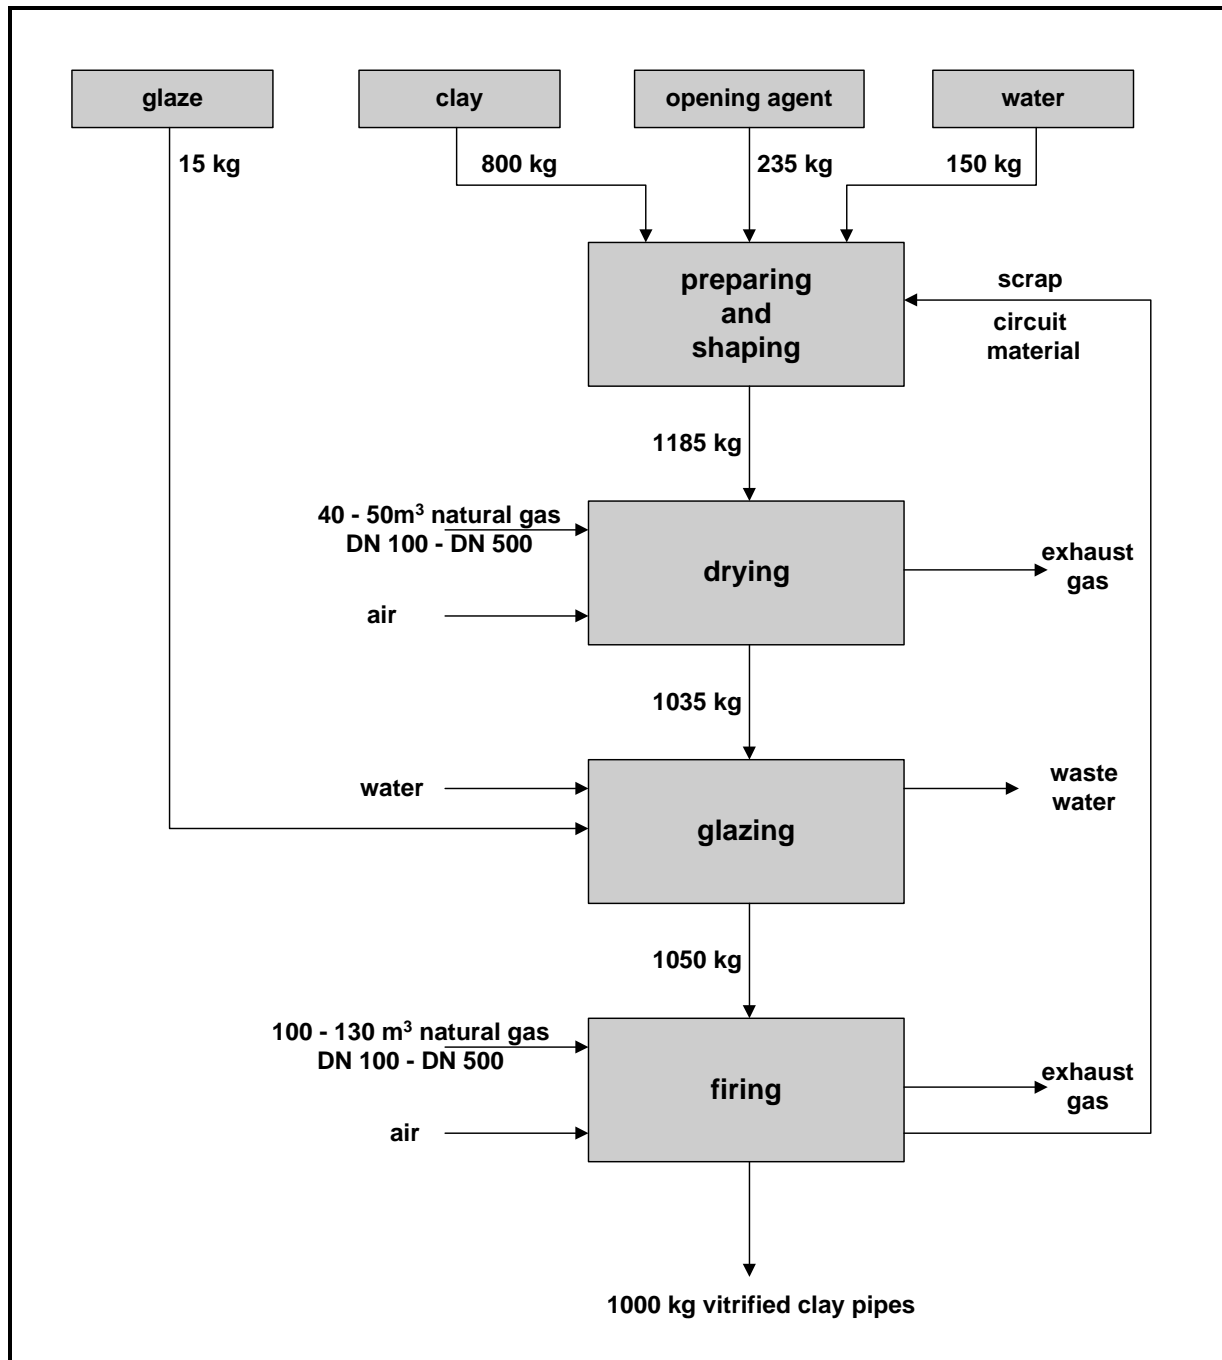 glaze
clay
opening agent
water
15 kg
800 kg
235 kg
150 kg
preparing
and
shaping
scrap
circuit
material
1185 kg
40 - 50m³ natural gas
DN 100 - DN 500
drying
exhaust
gas
air
1035 kg
water
glazing
waste
water
1050 kg
100 - 130 m³ natural gas
DN 100 - DN 500
firing
exhaust
gas
air
1000 kg vitrified clay pipes